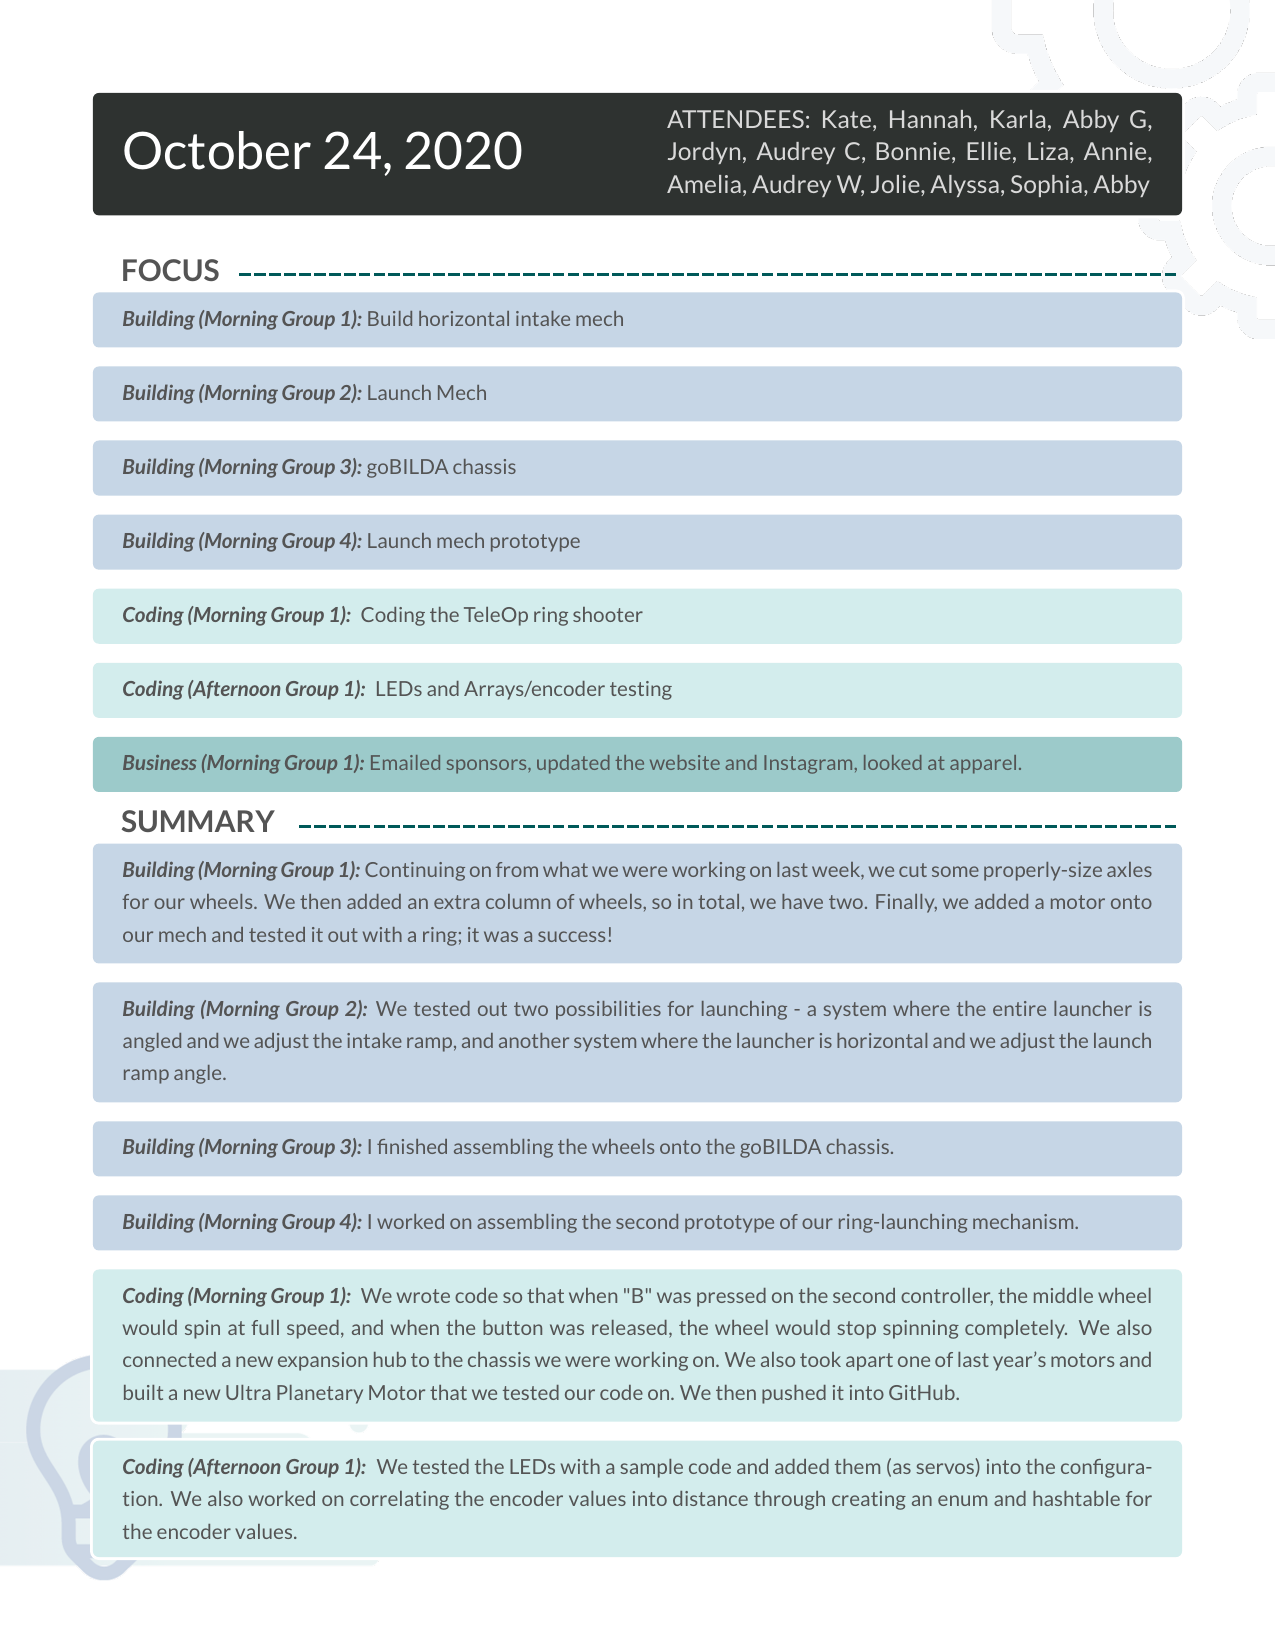 October 24, 2020
ATTENDEES: Kate, Hannah, Karla, Abby G,
Jordyn, Audrey C, Bonnie, Ellie, Liza, Annie,
Amelia, Audrey W, Jolie, Alyssa, Sophia, Abby
FOCUS
Building (Morning Group 1): Build horizontal intake mech
Building (Morning Group 2): Launch Mech
Building (Morning Group 3): goBILDA chassis
Building (Morning Group 4): Launch mech prototype
Coding (Morning Group 1): Coding the TeleOp ring shooter
Coding (Afternoon Group 1): LEDs and Arrays/encoder testing
Business (Morning Group 1): Emailed sponsors, updated the website and Instagram, looked at apparel.
SUMMARY
Building (Morning Group 1): Continuing on from what we were working on last week, we cut some properly-size axles
for our wheels. We then added an extra column of wheels, so in total, we have two. Finally, we added a motor onto
our mech and tested it out with a ring; it was a success!
Building (Morning Group 2): We tested out two possibilities for launching - a system where the entire launcher is
angled and we adjust the intake ramp, and another system where the launcher is horizontal and we adjust the launch
ramp angle.
Building (Morning Group 3): I finished assembling the wheels onto the goBILDA chassis.
Building (Morning Group 4): I worked on assembling the second prototype of our ring-launching mechanism.
Coding (Morning Group 1): We wrote code so that when "B" was pressed on the second controller, the middle wheel
would spin at full speed, and when the button was released, the wheel would stop spinning completely. We also
connected a new expansion hub to the chassis we were working on. We also took apart one of last year's motors and
built a new Ultra Planetary Motor that we tested our code on. We then pushed it into GitHub.
Coding (Afternoon Group 1): We tested the LEDs with a sample code and added them (as servos) into the configura-
tion. We also worked on correlating the encoder values into distance through creating an enum and hashtable for
the encoder values.